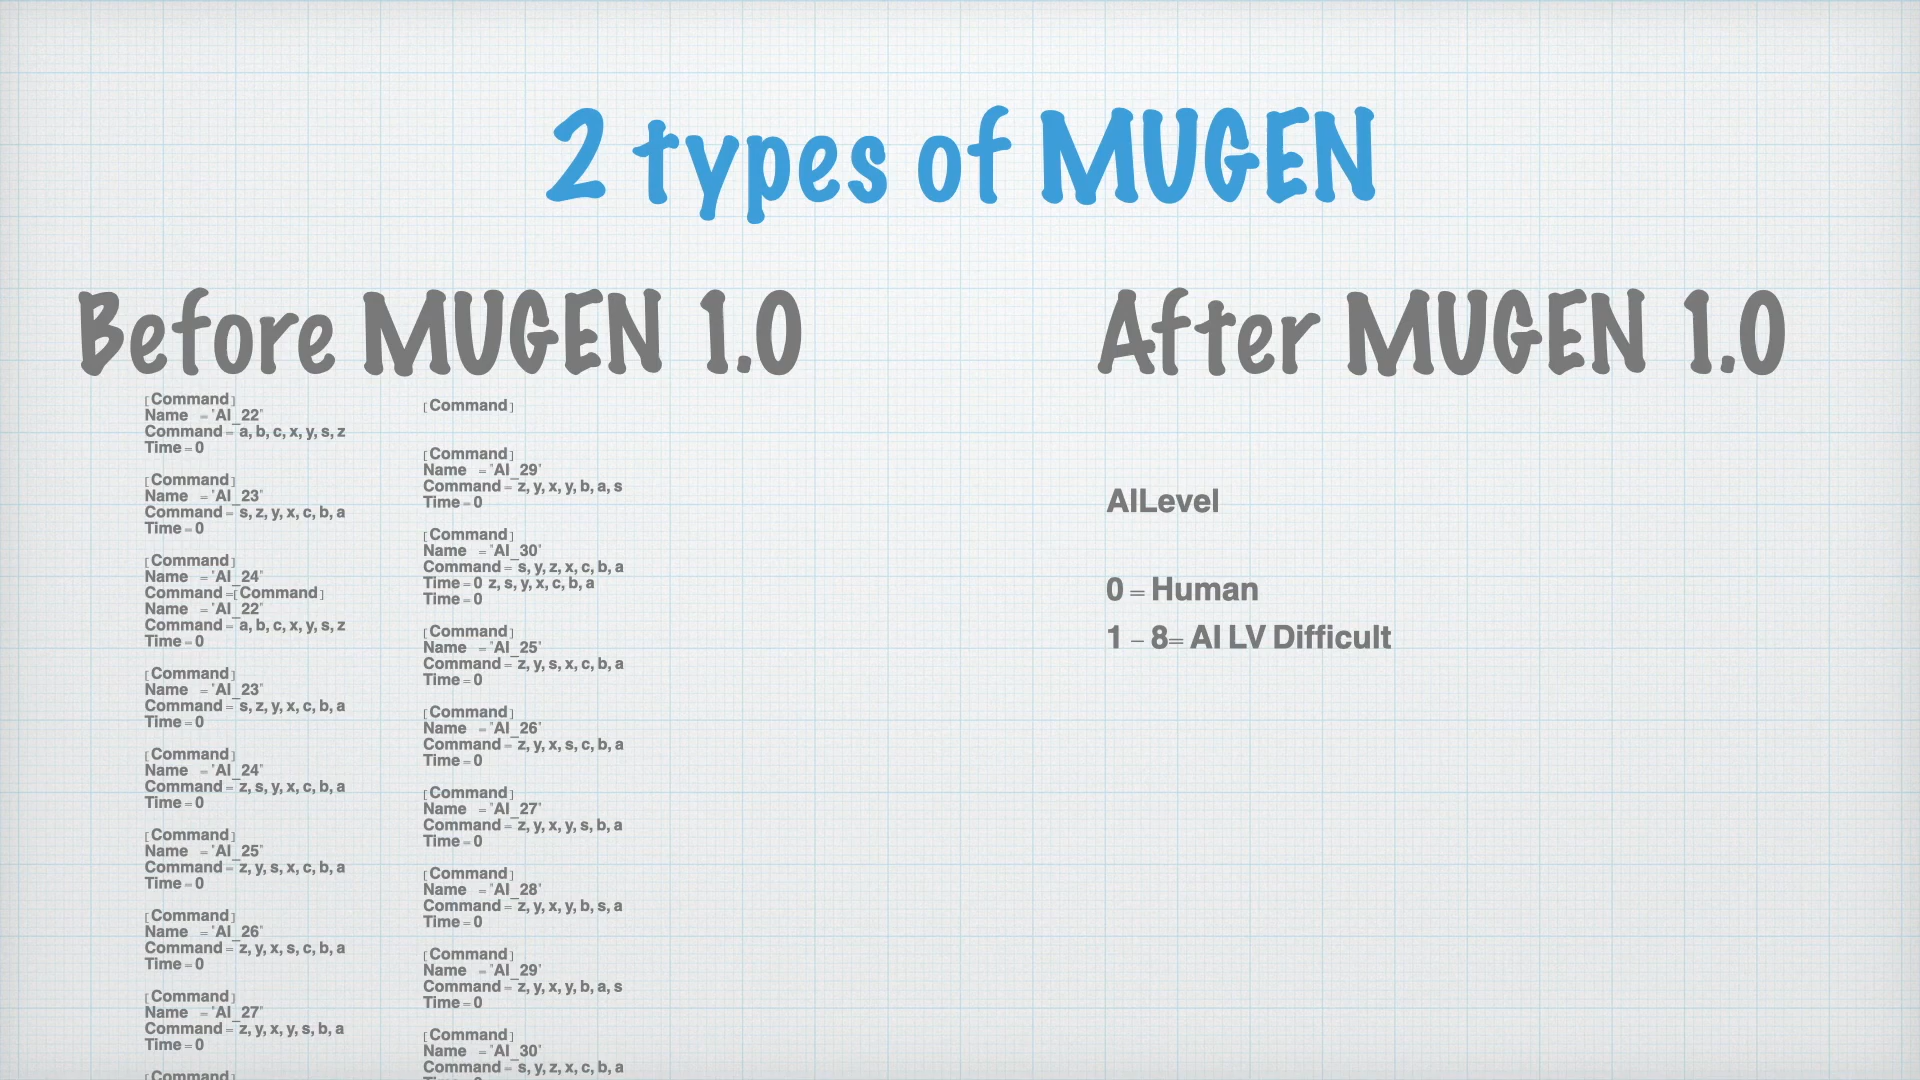 2 types of MUGEN
Before MUGEN 1.0
[Command]
Name = "AI_22"
Command = a, b, c, x, y, s, z
Time = 0
[Command]
Name = "AI_23"
Command = s, z, y, x, c, b, a
Time = 0
[Command]
Name = "AI_24"
Command =[Command]
Name = "AI_22"
Command = a, b, c, x, y, s, z
Time = 0
[Command]
Name = "AI_23"
Command = s, z, y, x, c, b, a
Time = 0
[Command]
Name = "AI_24"
Command = z, s, y, x, c, b, a
Time = 0
[Command]
Name = "AI_25"
Command = z, y, s, x, c, b, a
Time = 0
[Command]
Name = "AI_26"
Command = z, y, x, s, c, b, a
Time = 0
[Command]
Name = "AI_27"
Command = z, y, x, y, s, b, a
Time = 0
[Command]
[Command]
[Command]
Name = "AI_29"
Command = z, y, x, y, b, a, s
Time = 0
[Command]
Name = "AI_30"
Command = s, y, z, x, c, b, a
Time = 0 z, s, y, x, c, b, a
Time = 0
[Command]
Name = "AI_25"
Command = z, y, s, x, c, b, a
Time = 0
[Command]
Name = "AI_26"
Command = z, y, x, s, c, b, a
Time = 0
[Command]
Name = "AI_27"
Command = z, y, x, y, s, b, a
Time = 0
[Command]
Name = "AI_28"
Command = z, y, x, y, b, s, a
Time = 0
[Command]
Name = "AI_29"
Command = z, y, x, y, b, a, s
Time = 0
[Command]
Name = "AI_30"
Command = s, y, z, x, c, b, a
After MUGEN 1.0
AILevel
0 = Human
1 – 8= AI LV Difficult